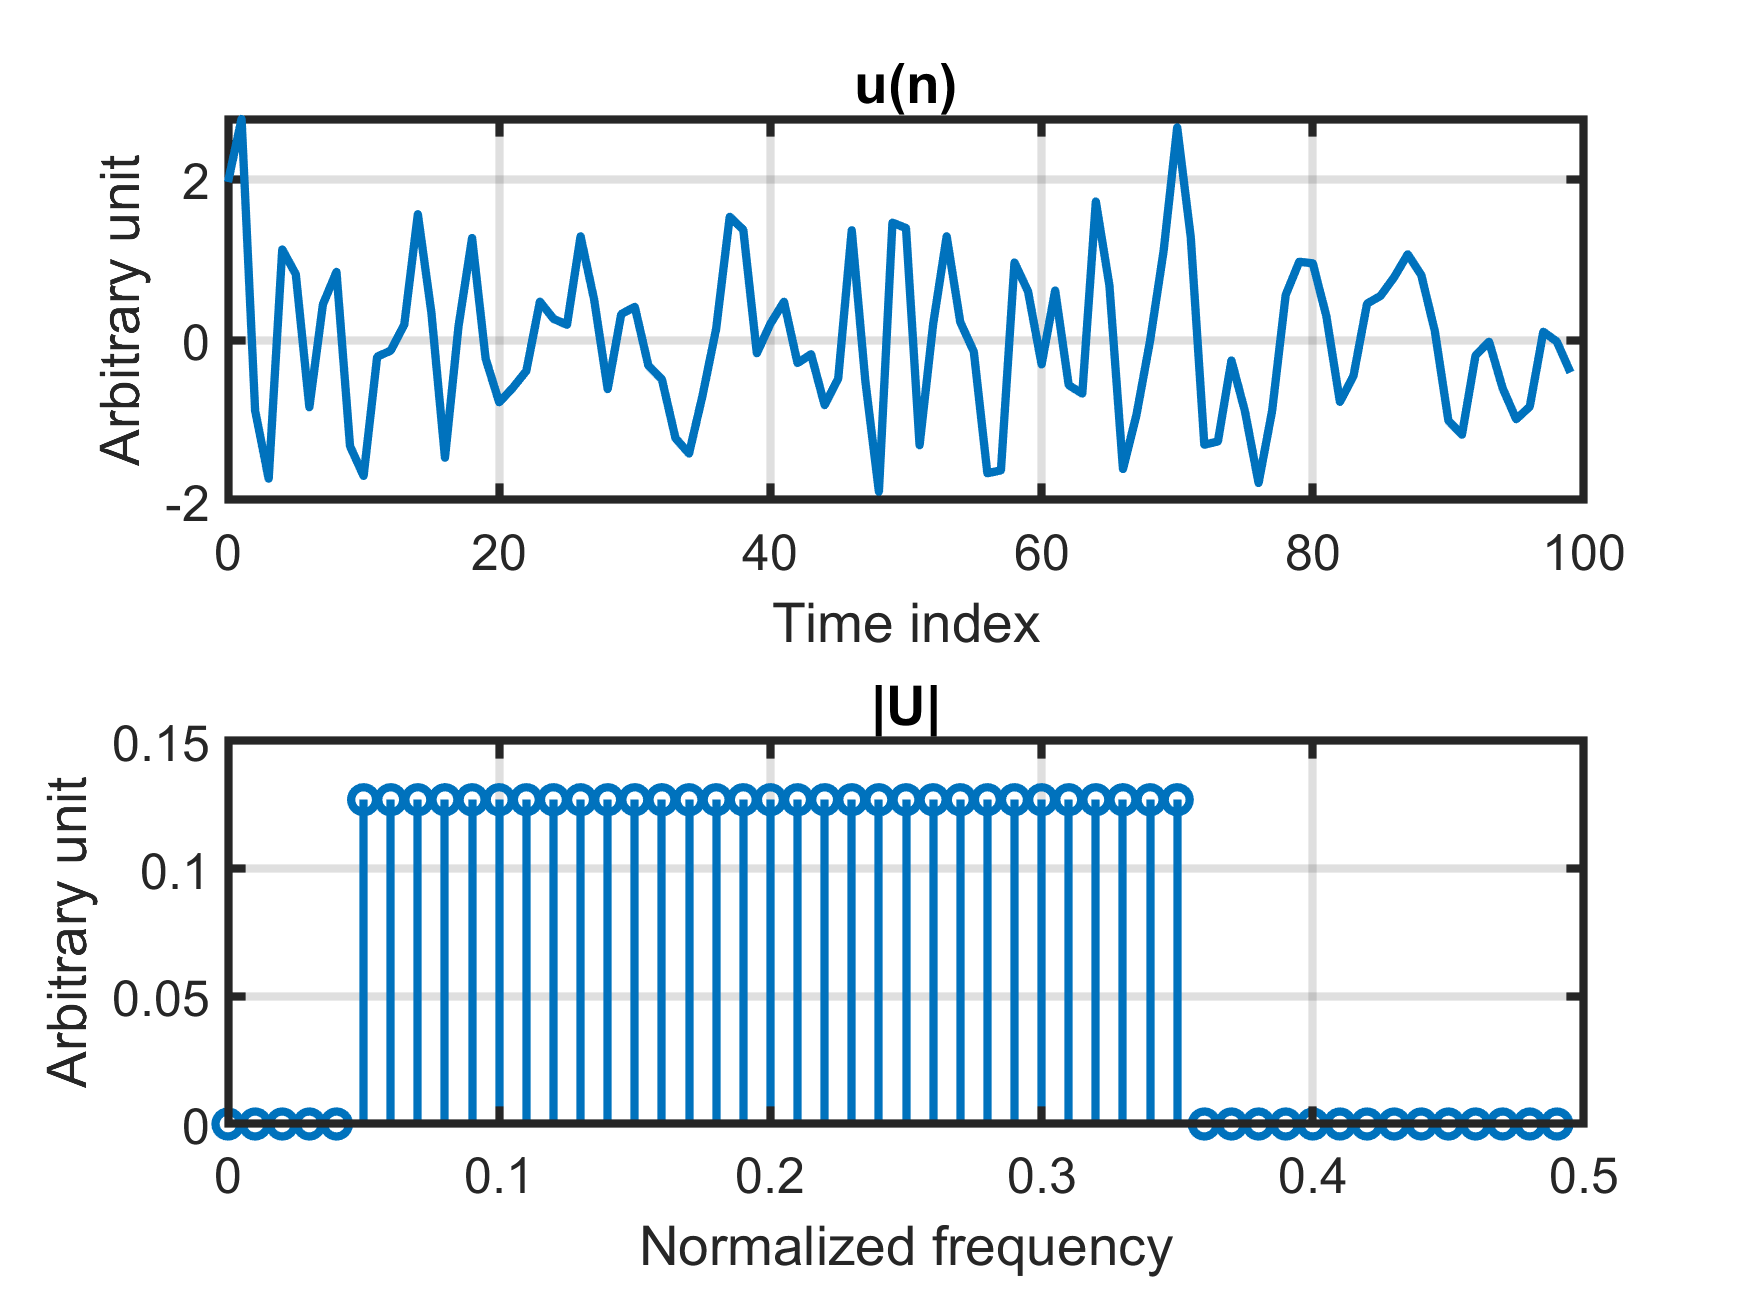 u(n)
Arbitrary unit
2
0
-2
0 20 40 60 80 100
Time index
|U|
Arbitrary unit
0.15
0.1
0.05
0
0 0.1 0.2 0.3 0.4 0.5
Normalized frequency